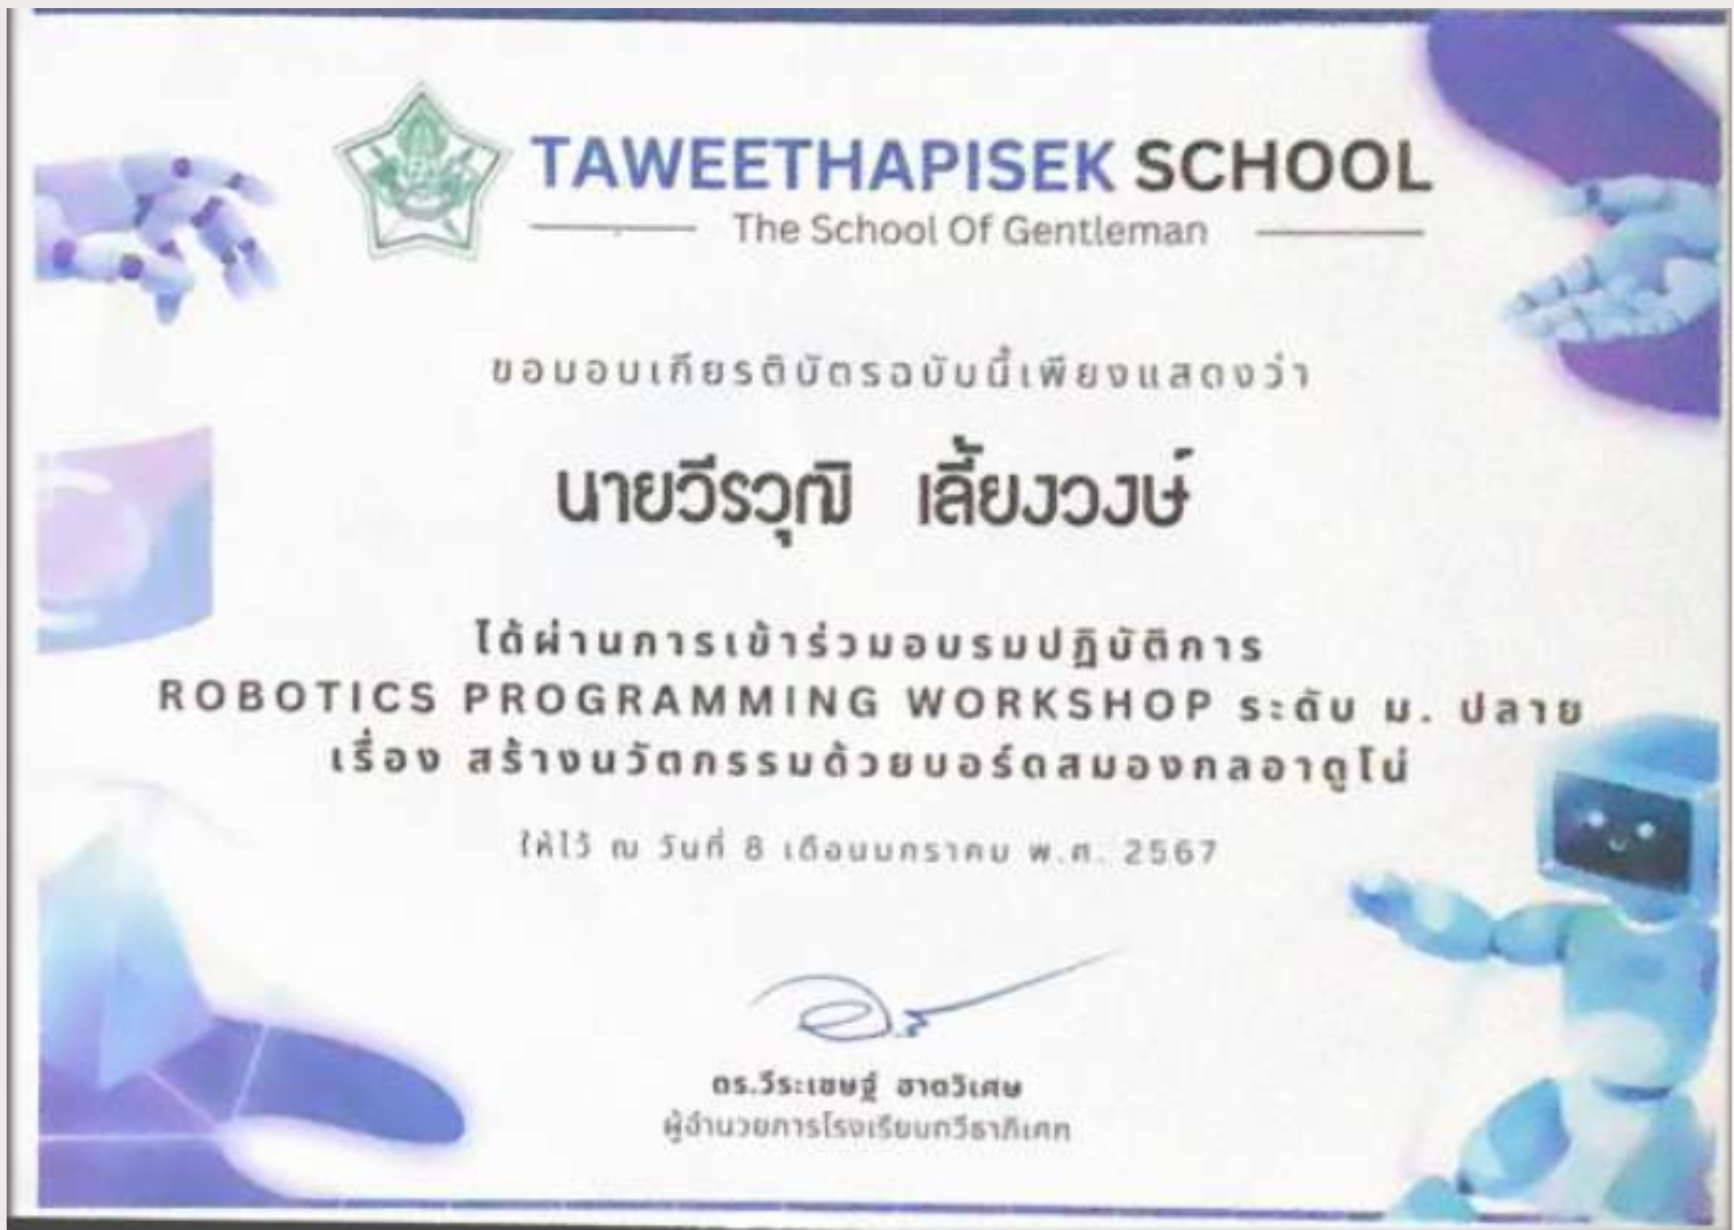 TAWEETHAPISEK SCHOOL
The School Of Gentleman
ขอมอบเกียรติบัตรฉบับนี้เพียงแสดงว่า
นายวีรวุฒิ เลี้ยงวงษ์
ได้ผ่านการเข้าร่วมอบรมปฏิบัติการ
ROBOTICS PROGRAMMING WORKSHOP ระดับ ม. ปลาย
เรื่อง สร้างนวัตกรรมด้วยบอร์ดสมองกลอาดูโน่
ให้ไว้ ณ วันที่ 8 เดือนมกราคม พ.ศ. 2567
ดร.วีระเชษฐ์ ฮาดวิเศษ
ผู้อำนวยการโรงเรียนทวีธาภิเศก